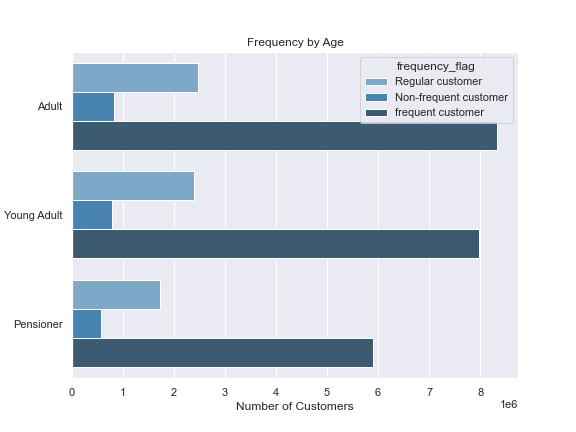 Frequency by Age
frequency_flag
Regular customer
Non-frequent customer
frequent customer
Adult
Young Adult
Pensioner
0 1 2 3 4 5 6 7 8
1e6
Number of Customers